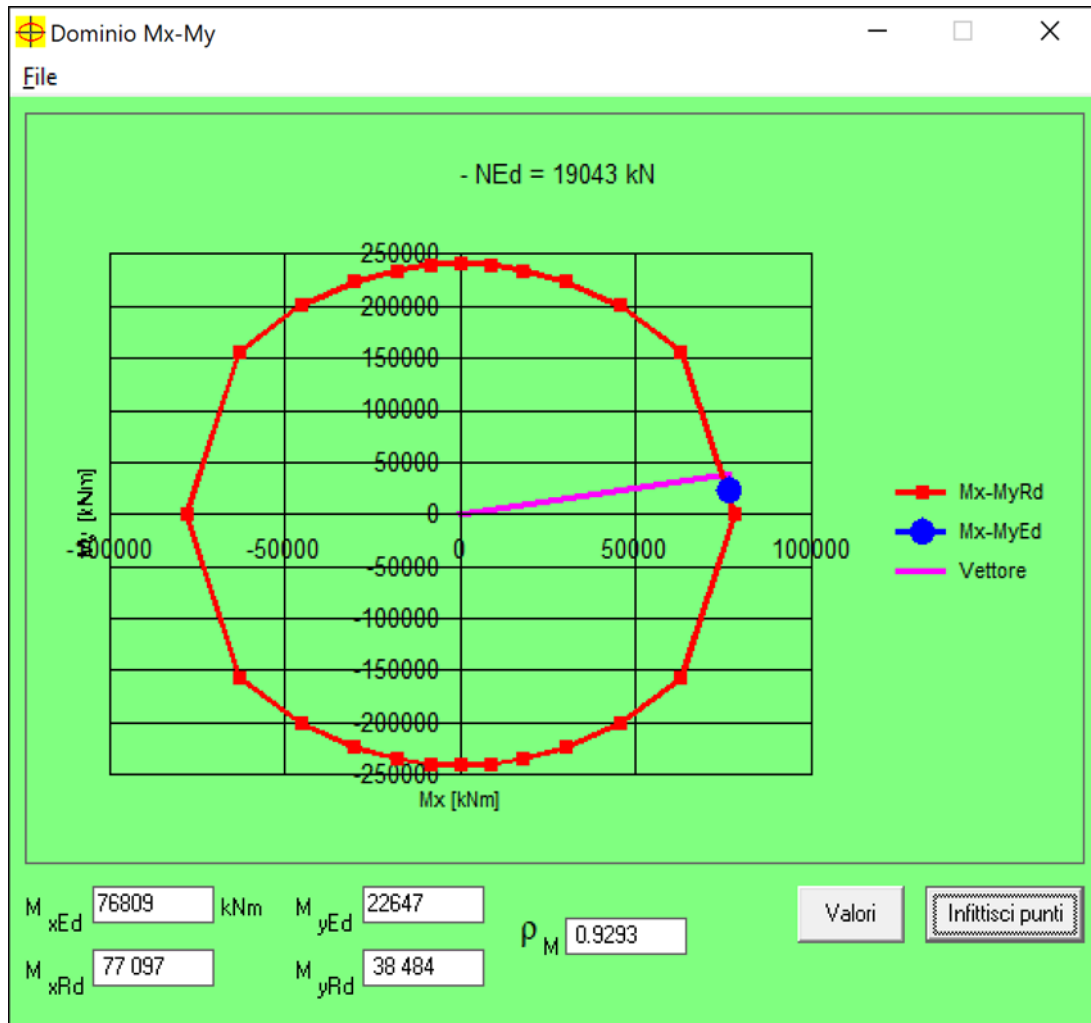 Dominio Mx-My
File
- NEd = 19043 kN
250000
200000
150000
100000
50000
0
-100000 -50000 0 50000 100000
-50000
-100000
-150000
-200000
-250000
[kNm]
Mx [kNm]
Mx-MyRd
Mx-MyEd
Vettore
M xEd 76809 kNm M yEd 22647
ρ M 0.9293
Valori Infittisci punti
M xRd 77 097 M yRd 38 484